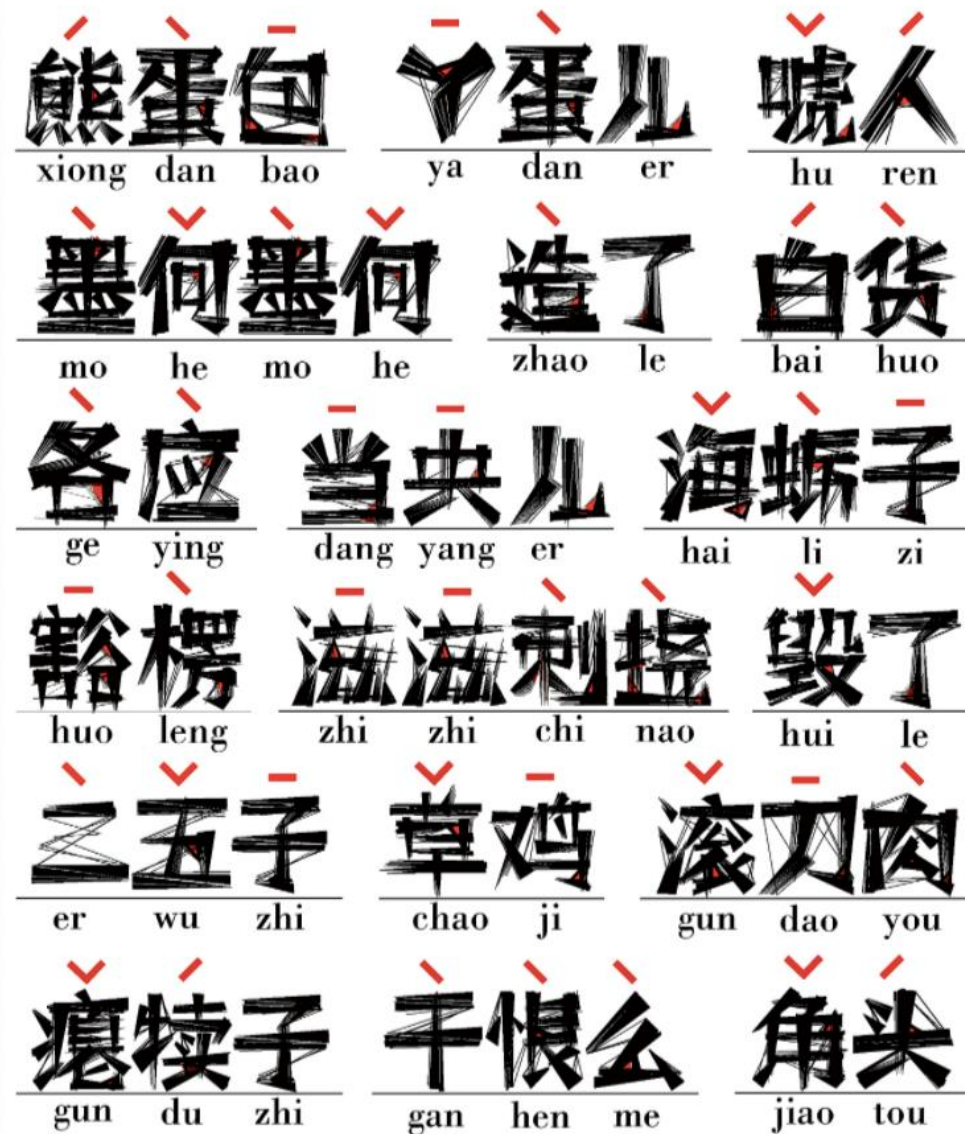 熊蛋包 丫蛋儿 唬人
xiong dan bao ya dan er hu ren
墨何墨何 造了 白货
mo he mo he zhao le bai huo
各应 当央儿 海蛎子
ge ying dang yang er hai li zi
豁楞 滋滋刺挠 毁了
huo leng zhi zhi chi nao hui le
二五子 草鸡 滚刀肉
er wu zhi chao ji gun dao you
犊子 干恨么 角头
gun du zhi gan hen me jiao tou